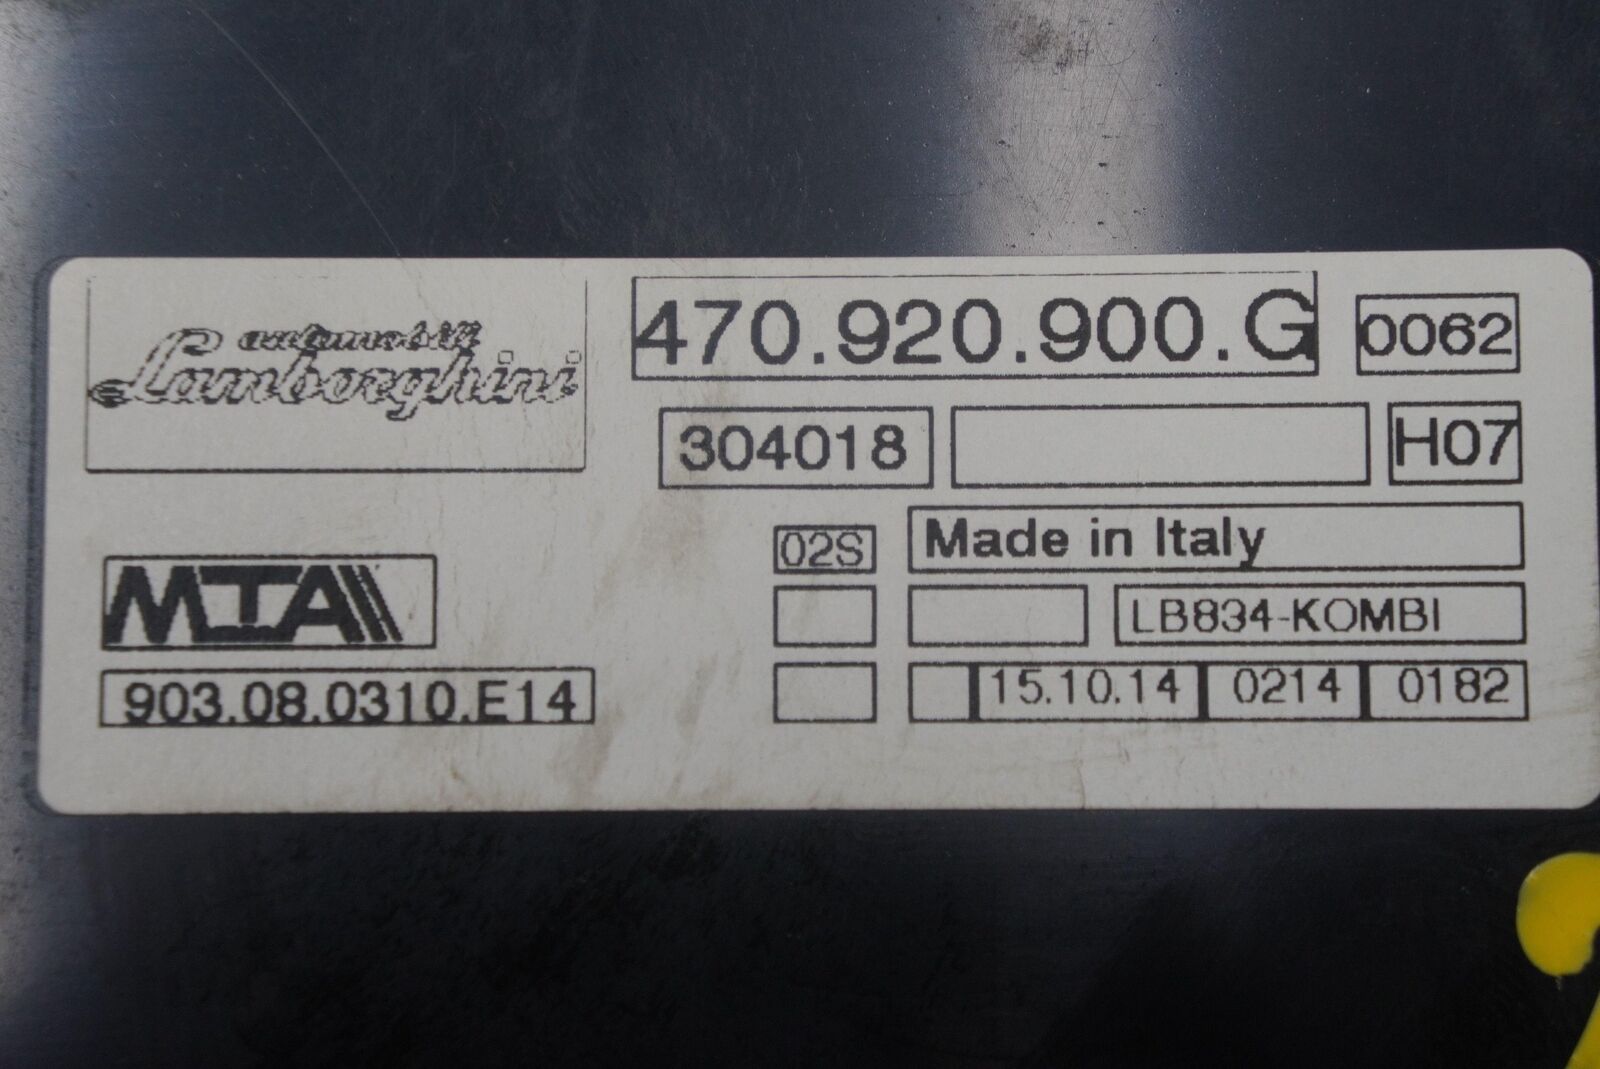 automobili
Lamborghini
470.920.900.G 0062
304018 H07
02S Made in Italy
MTA
LB834-KOMBI
903.08.0310.E14
15.10.14 0214 0182